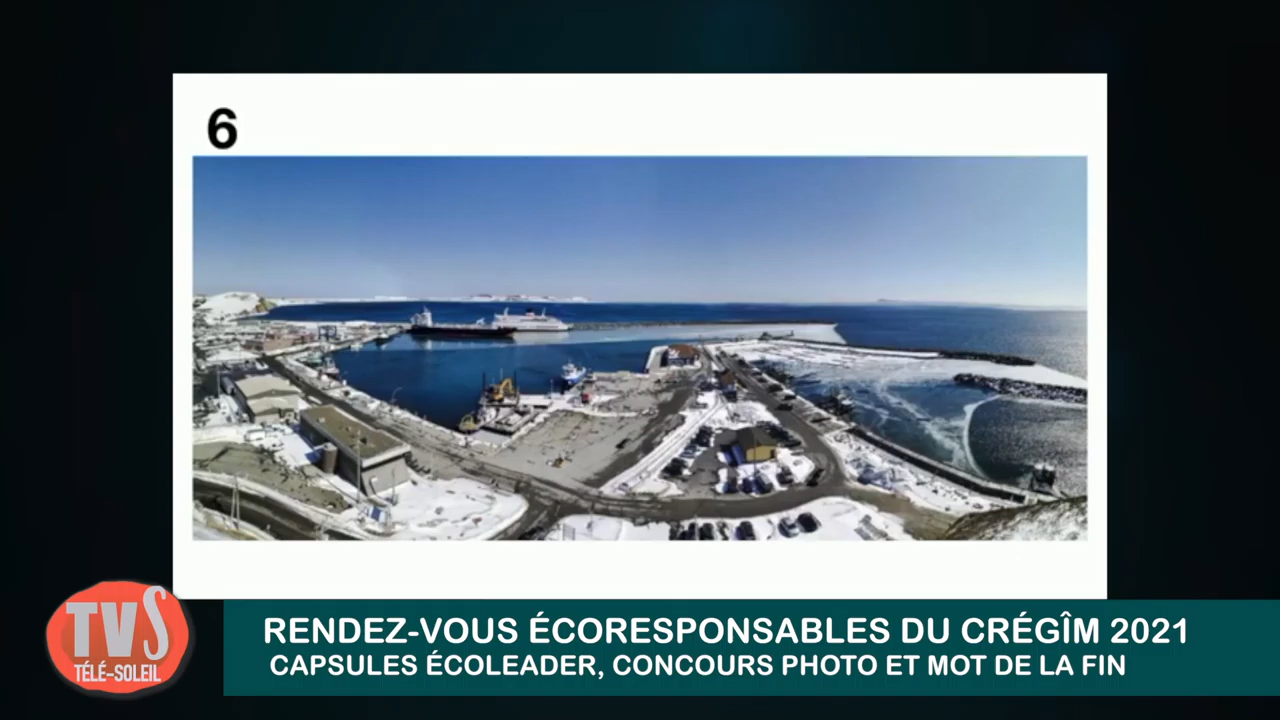 6
RENDEZ-VOUS ÉCORESPONSABLES DU CRÉGÎM 2021
CAPSULES ÉCOLEADER, CONCOURS PHOTO ET MOT DE LA FIN
TVS
TÉLÉ-SOLEIL